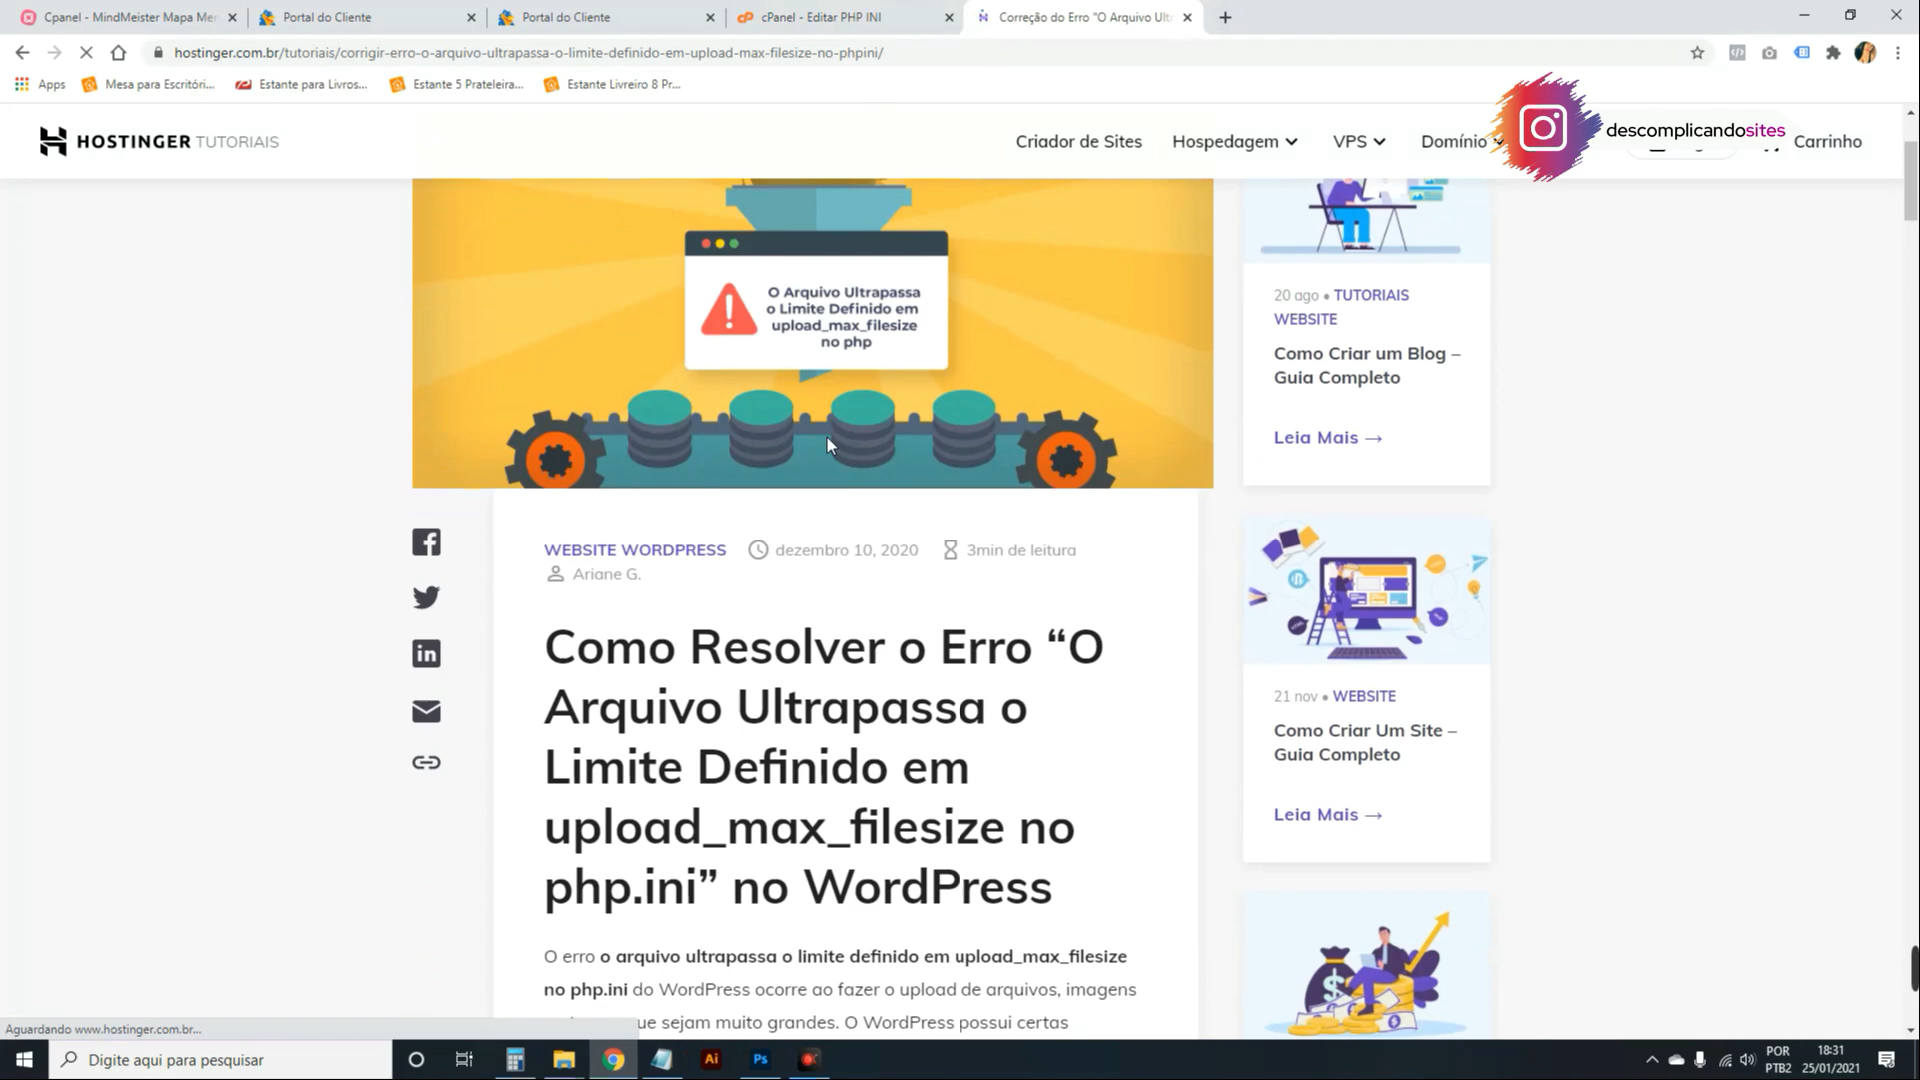 Cpanel - MindMeister Mapa Men
Portal do Cliente
Portal do Cliente
cPanel - Editar PHP INI
Correção do Erro "O Arquivo Ult
hostinger.com.br/tutoriais/corrigir-erro-o-arquivo-ultrapassa-o-limite-definido-em-upload-max-filesize-no-phpini/
Apps
Mesa para Escritóri...
Estante para Livros...
Estante 5 Prateleira...
Estante Livreiro 8 Pr...
HOSTINGER TUTORIAIS
Criador de Sites
Hospedagem
VPS
Domínio
descomplicandosites
Carrinho
O Arquivo Ultrapassa
o Limite Definido em
upload_max_filesize
no php
20 ago • TUTORIAIS
WEBSITE
Como Criar um Blog –
Guia Completo
Leia Mais →
WEBSITE WORDPRESS
dezembro 10, 2020
3min de leitura
Ariane G.
Como Resolver o Erro “O
Arquivo Ultrapassa o
Limite Definido em
upload_max_filesize no
php.ini” no WordPress
21 nov • WEBSITE
Como Criar Um Site –
Guia Completo
Leia Mais →
O erro o arquivo ultrapassa o limite definido em upload_max_filesize
no php.ini do WordPress ocorre ao fazer o upload de arquivos, imagens
que sejam muito grandes. O WordPress possui certas
Aguardando www.hostinger.com.br...
Digite aqui para pesquisar
Ai
Ps
POR
PTB2
18:31
25/01/2021